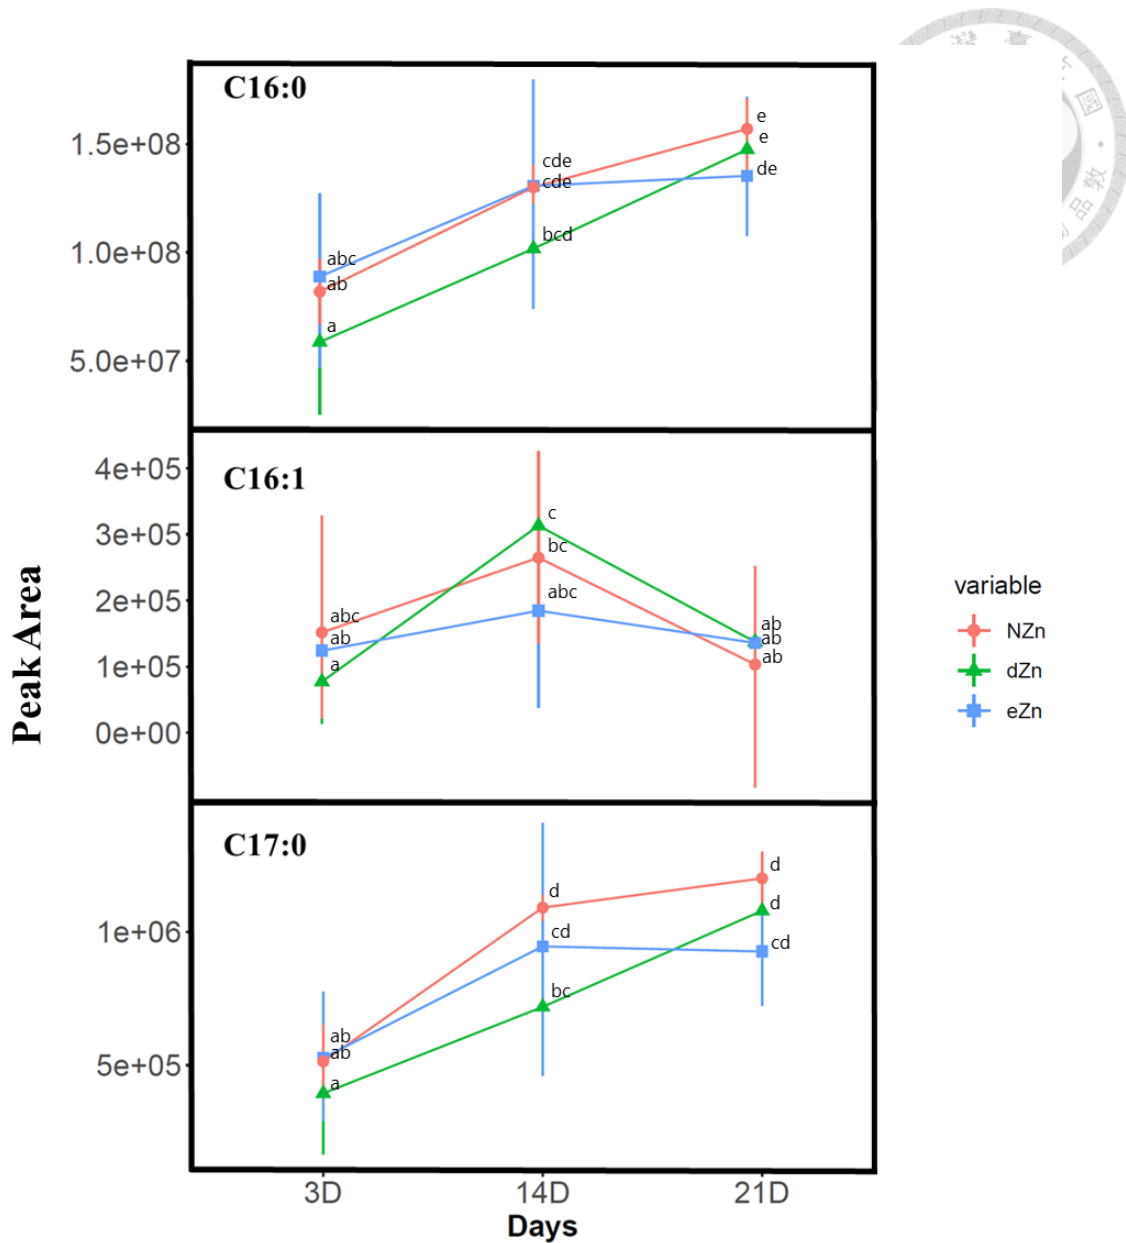 C16:0
1.5e+08
1.0e+08
5.0e+07
abc
ab
a
cde
cde
bcd
e
e
de
C16:1
4e+05
3e+05
2e+05
1e+05
0e+00
abc
ab
a
c
bc
abc
ab
ab
ab
C17:0
1e+06
5e+05
ab
ab
a
d
cd
bc
d
d
cd
3D 14D 21D
Days
Peak Area
variable
NZn
dZn
eZn
國
敦
品